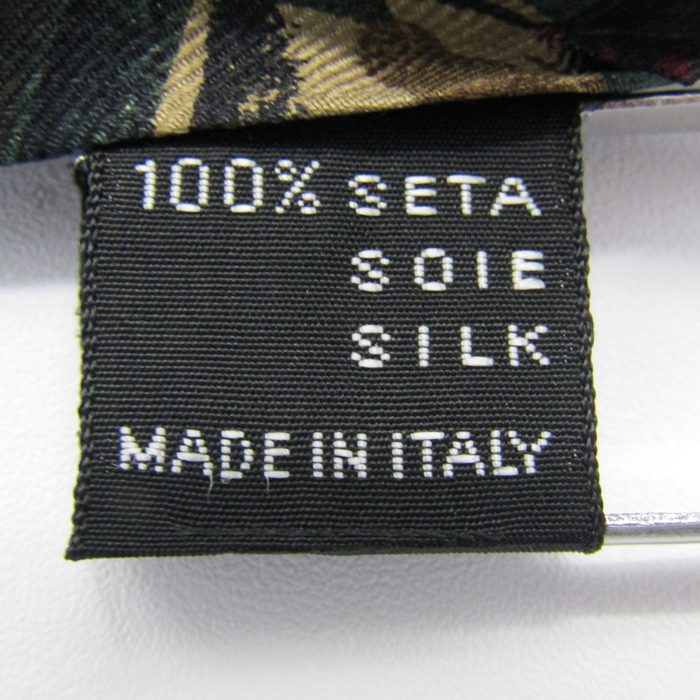 100% SETA
SOIE
SILK
MADE IN ITALY